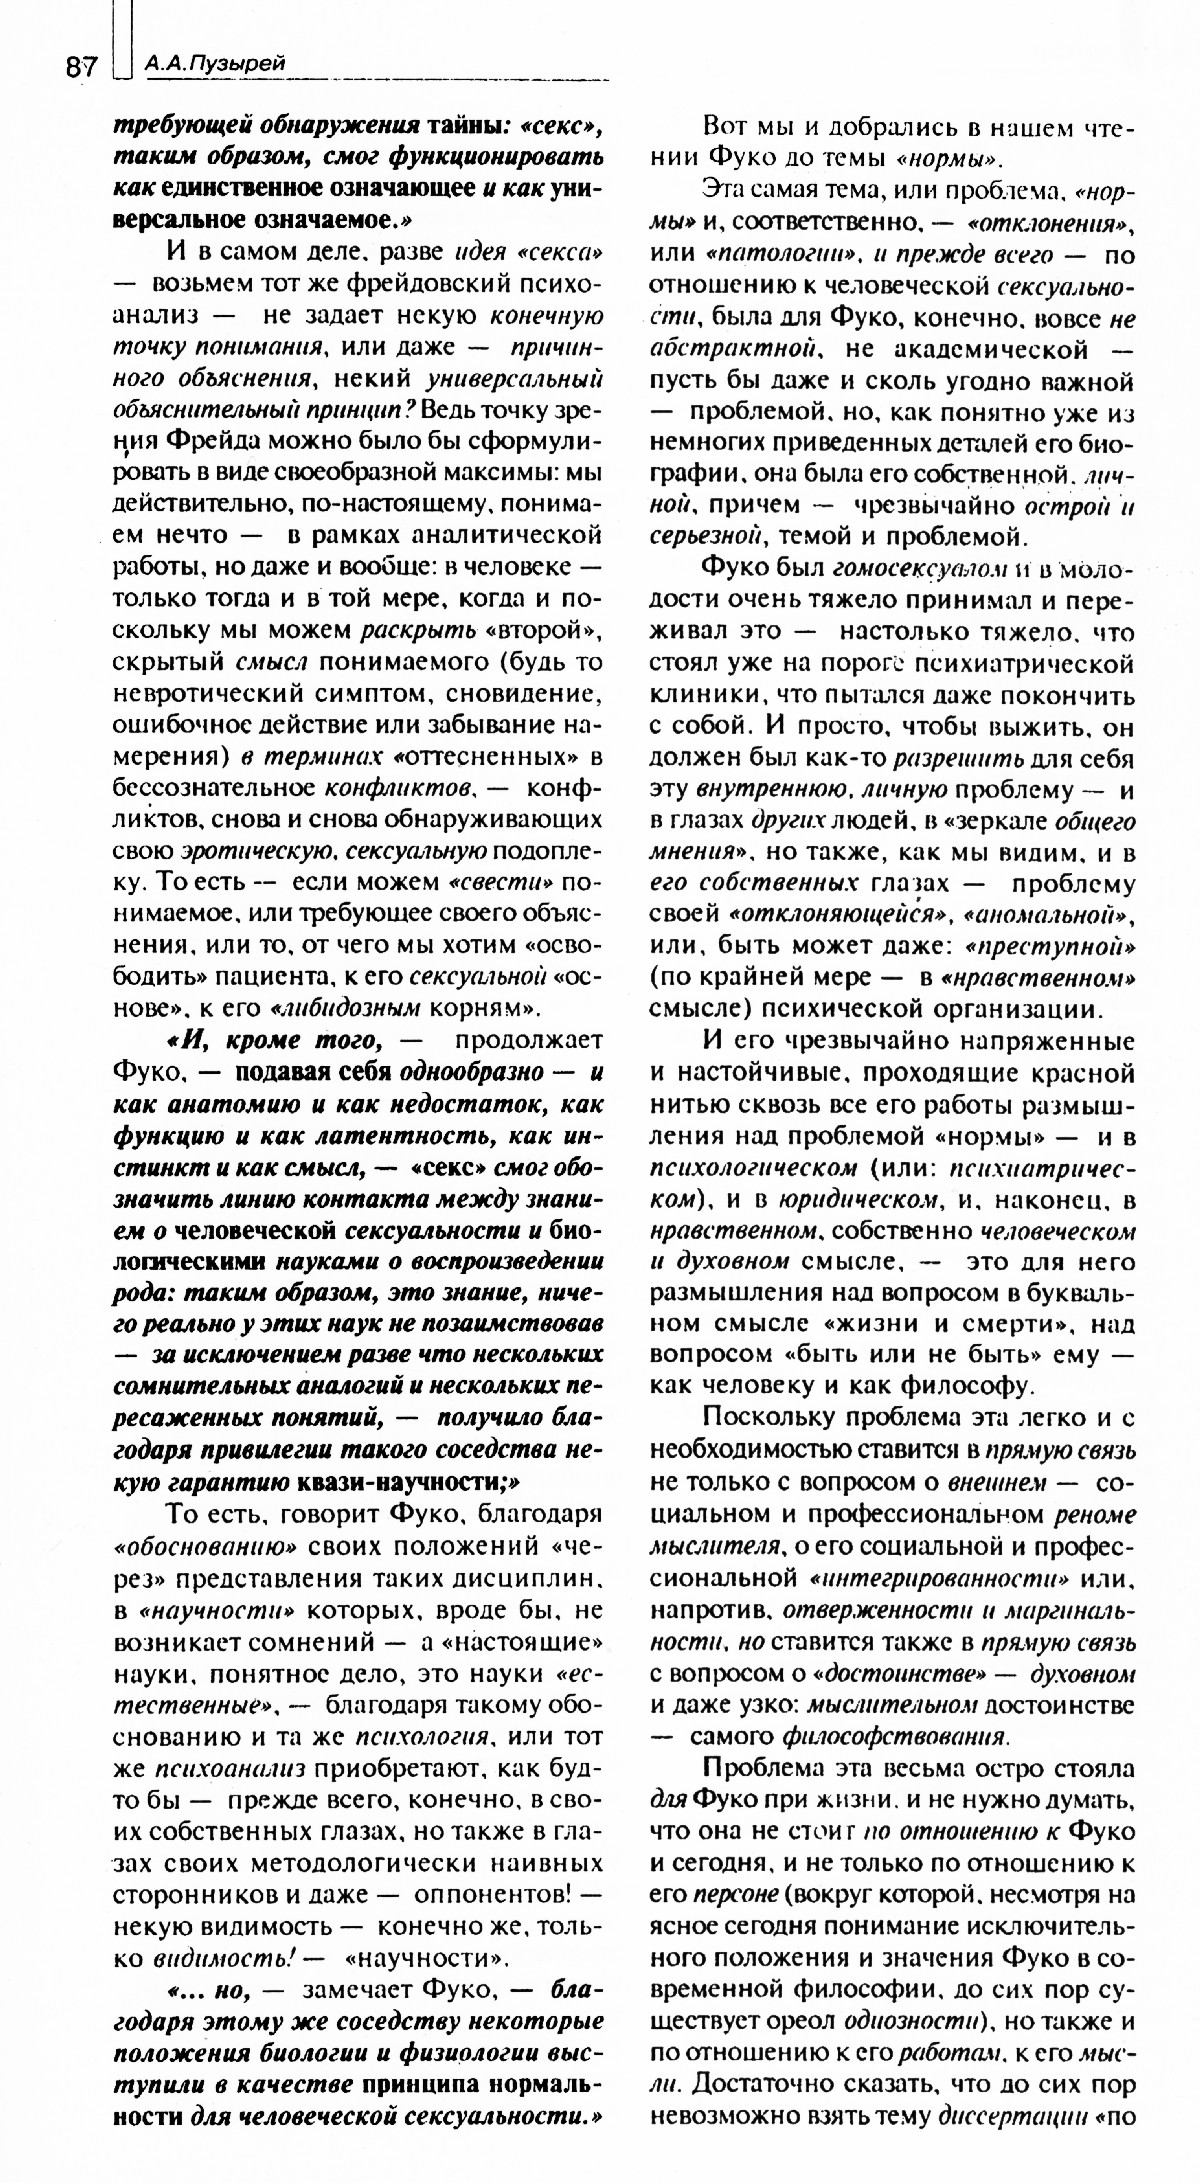 87
А.А.Пузырей
требующей обнаружения тайны: «секс»,
таким образом, смог функционировать
как единственное означающее и как уни-
версальное означаемое.»
И в самом деле, разве идея «секса»
— возьмем тот же фрейдовский психо-
анализ — не задает некую конечную
точку понимания, или даже — причин-
ного объяснения, некий универсальный
объяснительный принцип? Ведь точку зре-
ния Фрейда можно было бы сформули-
ровать в виде своеобразной максимы: мы
действительно, по-настоящему, понима-
ем нечто — в рамках аналитической
работы, но даже и вообще: в человеке —
только тогда и в той мере, когда и по-
скольку мы можем раскрыть «второй»,
скрытый смысл понимаемого (будь то
невротический симптом, сновидение,
ошибочное действие или забывание на-
мерения) в терминах «оттесненных» в
бессознательное конфликтов, — конф-
ликтов, снова и снова обнаруживающих
свою эротическую, сексуальную подопле-
ку. То есть — если можем «свести» по-
нимаемое, или требующее своего объяс-
нения, или то, от чего мы хотим «осво-
бодить» пациента, к его сексуальной «ос-
нове», к его «либидозным корням».
«И, кроме того, — продолжает
Фуко, — подавая себя однообразно — и
как анатомию и как недостаток, как
функцию и как латентность, как ин-
стинкт и как смысл, — «секс» смог обо-
значить линию контакта между знани-
ем о человеческой сексуальности и био-
логическими науками о воспроизведении
рода: таким образом, это знание, ниче-
го реально у этих наук не позаимствовав
— за исключением разве что нескольких
сомнительных аналогий и нескольких пе-
ресаженных понятий, — получило бла-
годаря привилегии такого соседства не-
кую гарантию квази-научности;»
То есть, говорит Фуко, благодаря
«обоснованию» своих положений «че-
рез» представления таких дисциплин,
в «научности» которых, вроде бы, не
возникает сомнений — а «настоящие»
науки, понятное дело, это науки «ес-
тественные», — благодаря такому обо-
снованию и та же психология, или тот
же психоанализ приобретают, как буд-
то бы — прежде всего, конечно, в сво-
их собственных глазах, но также в гла-
зах своих методологически наивных
сторонников и даже — оппонентов! —
некую видимость — конечно же, толь-
ко видимость! — «научности».
«... но, — замечает Фуко, — бла-
годаря этому же соседству некоторые
положения биологии и физиологии выс-
тупили в качестве принципа нормаль-
ности для человеческой сексуальности.»
Вот мы и добрались в нашем чте-
нии Фуко до темы «нормы».
Эта самая тема, или проблема, «нор-
мы» и, соответственно, — «отклонения»,
или «патологии», и прежде всего — по
отношению к человеческой сексуально-
сти, была для Фуко, конечно, вовсе не
абстрактной, не академической —
пусть бы даже и сколь угодно важной
— проблемой, но, как понятно уже из
немногих приведенных деталей его био-
графии, она была его собственной, лич-
ной, причем — чрезвычайно острой и
серьезной, темой и проблемой.
Фуко был гомосексуалом и в моло-
дости очень тяжело принимал и пере-
живал это — настолько тяжело, что
стоял уже на пороге психиатрической
клиники, что пытался даже покончить
с собой. И просто, чтобы выжить, он
должен был как-то разрешить для себя
эту внутреннюю, личную проблему — и
в глазах других людей, в «зеркале общего
мнения», но также, как мы видим, и в
его собственных глазах — проблему
своей «отклоняющейся», «аномальной»,
или, быть может даже: «преступной»
(по крайней мере — в «нравственном»
смысле) психической организации.
И его чрезвычайно напряженные
и настойчивые, проходящие красной
нитью сквозь все его работы размыш-
ления над проблемой «нормы» — и в
психологическом (или: психиатричес-
ком), и в юридическом, и, наконец, в
нравственном, собственно человеческом
и духовном смысле, — это для него
размышления над вопросом в букваль-
ном смысле «жизни и смерти», над
вопросом «быть или не быть» ему —
как человеку и как философу.
Поскольку проблема эта легко и с
необходимостью ставится в прямую связь
не только с вопросом о внешнем — со-
циальном и профессиональном реноме
мыслителя, о его социальной и профес-
сиональной «интегрированности» или,
напротив, отверженности и маргиналь-
ности, но ставится также в прямую связь
с вопросом о «достоинстве» — духовном
и даже узко: мыслительном достоинстве
— самого философствования.
Проблема эта весьма остро стояла
для Фуко при жизни, и не нужно думать,
что она не стоит по отношению к Фуко
и сегодня, и не только по отношению к
его персоне (вокруг которой, несмотря на
ясное сегодня понимание исключитель-
ного положения и значения Фуко в со-
временной философии, до сих пор су-
ществует ореол одиозности), но также и
по отношению к его работам, к его мыс-
ли. Достаточно сказать, что до сих пор
невозможно взять тему диссертации «по